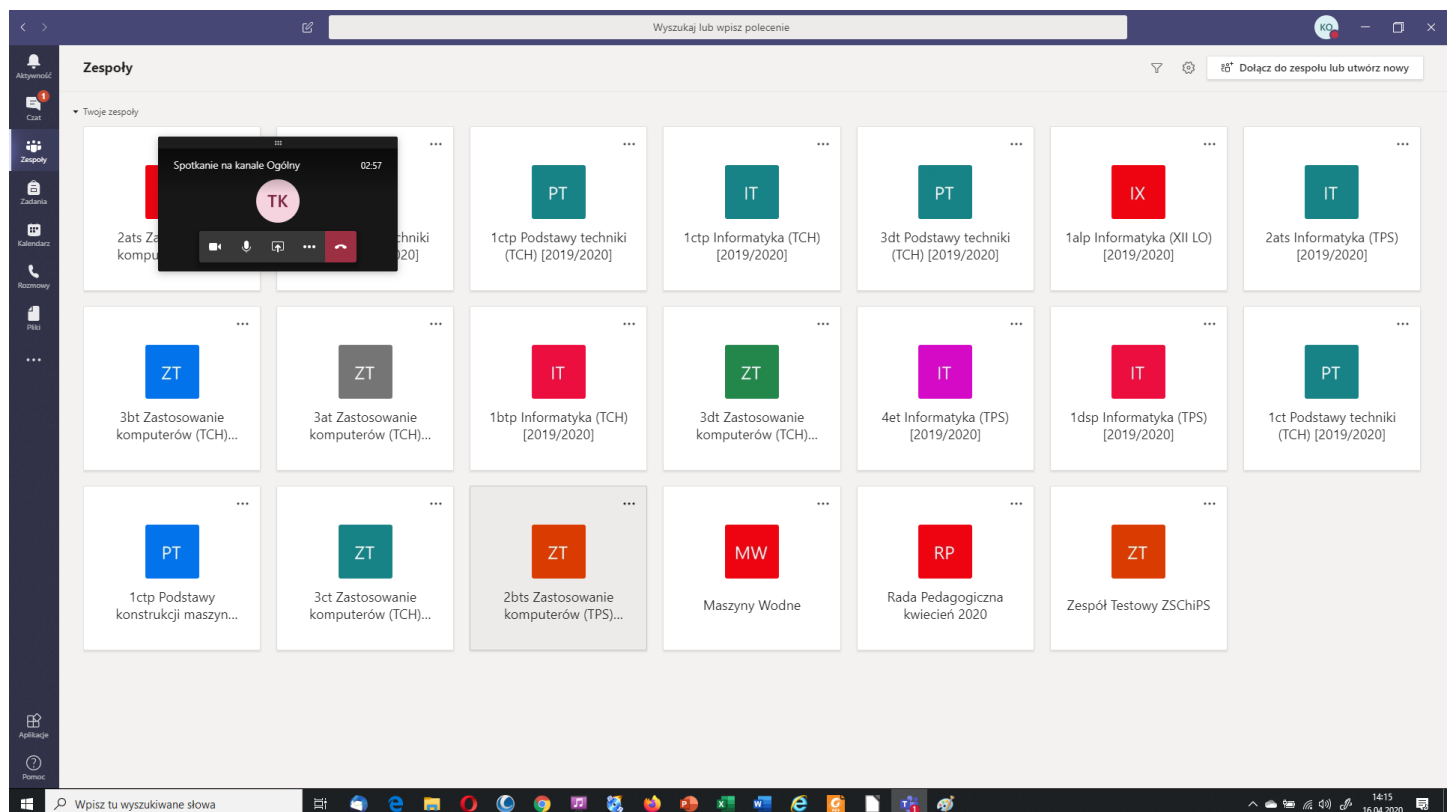 Wyszukaj lub wpisz polecenie
KO
Aktywność
1
Czat
Zespoły
Zadania
Kalendarz
Rozmowy
Pliki
Aplikacje
Pomoc
Zespoły
Dołącz do zespołu lub utwórz nowy
Twoje zespoły
Spotkanie na kanale Ogólny 02:57
TK
2ats Za
kompu
chniki
020]
PT
1ctp Podstawy techniki
(TCH) [2019/2020]
IT
1ctp Informatyka (TCH)
[2019/2020]
PT
3dt Podstawy techniki
(TCH) [2019/2020]
IX
1alp Informatyka (XII LO)
[2019/2020]
IT
2ats Informatyka (TPS)
[2019/2020]
ZT
3bt Zastosowanie
komputerów (TCH)...
ZT
3at Zastosowanie
komputerów (TCH)...
IT
1btp Informatyka (TCH)
[2019/2020]
ZT
3dt Zastosowanie
komputerów (TCH)...
IT
4et Informatyka (TPS)
[2019/2020]
IT
1dsp Informatyka (TPS)
[2019/2020]
PT
1ct Podstawy techniki
(TCH) [2019/2020]
PT
1ctp Podstawy
konstrukcji maszyn...
ZT
3ct Zastosowanie
komputerów (TCH)...
ZT
2bts Zastosowanie
komputerów (TPS)...
MW
Maszyny Wodne
RP
Rada Pedagogiczna
kwiecień 2020
ZT
Zespół Testowy ZSChiPS
Wpisz tu wyszukiwane słowa
14:15
16.04.2020